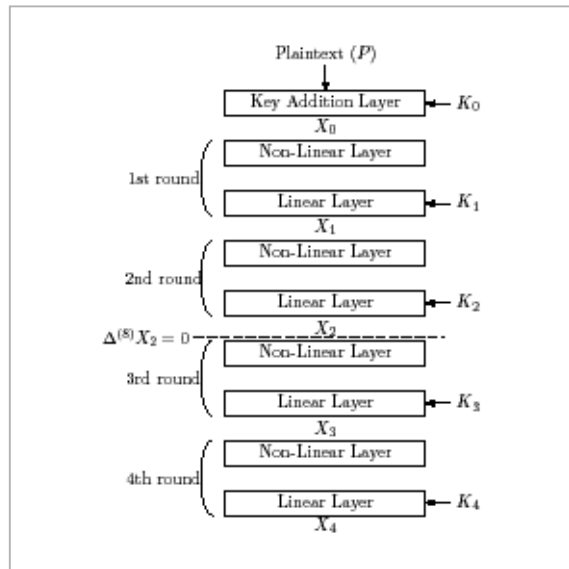 Plaintext (P)
Key Addition Layer
K₀
X₀
Non-Linear Layer
1st round
Linear Layer
K₁
X₁
Non-Linear Layer
2nd round
Linear Layer
K₂
X₂
Δ⁽⁸⁾X₂ = 0
Non-Linear Layer
3rd round
Linear Layer
K₃
X₃
Non-Linear Layer
4th round
Linear Layer
K₄
X₄